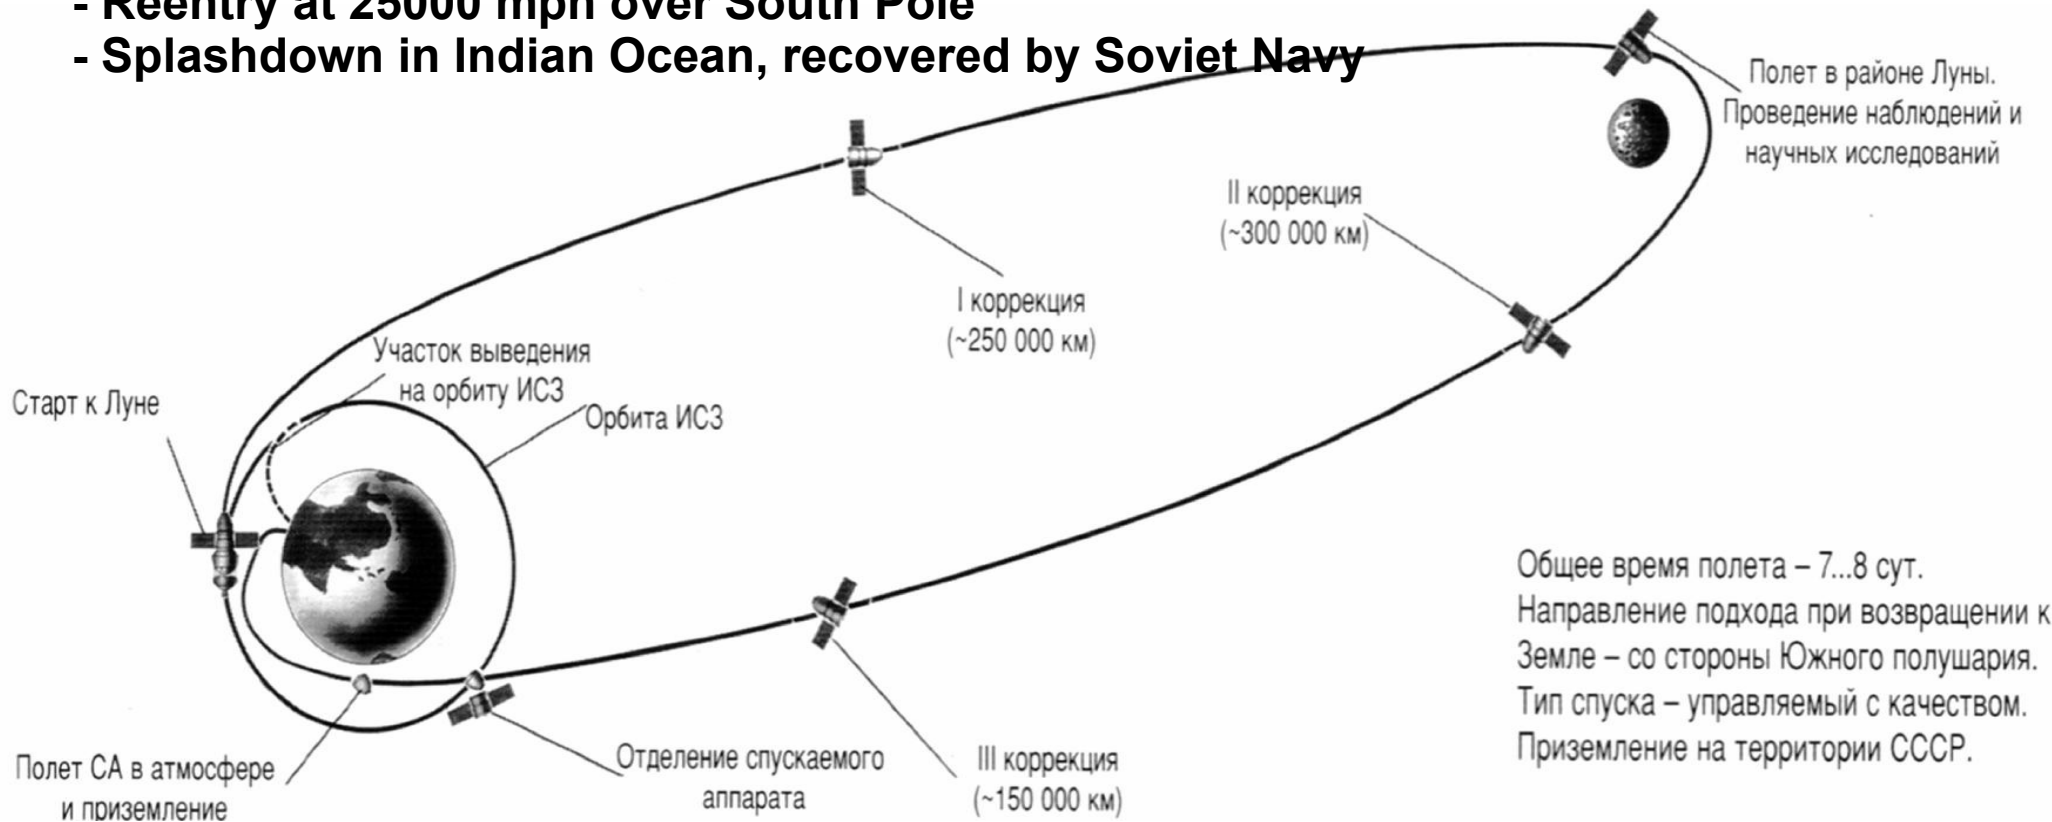 - Reentry at 25000 mph over South Pole
- Splashdown in Indian Ocean, recovered by Soviet Navy
Полет в районе Луны.
Проведение наблюдений и
научных исследований
II коррекция
(~300 000 км)
I коррекция
(~250 000 км)
Участок выведения
на орбиту ИСЗ
Старт к Луне
Орбита ИСЗ
Общее время полета – 7...8 сут.
Направление подхода при возвращении к
Земле – со стороны Южного полушария.
Тип спуска – управляемый с качеством.
Приземление на территории СССР.
Полет СА в атмосфере
и приземление
Отделение спускаемого
аппарата
III коррекция
(~150 000 км)